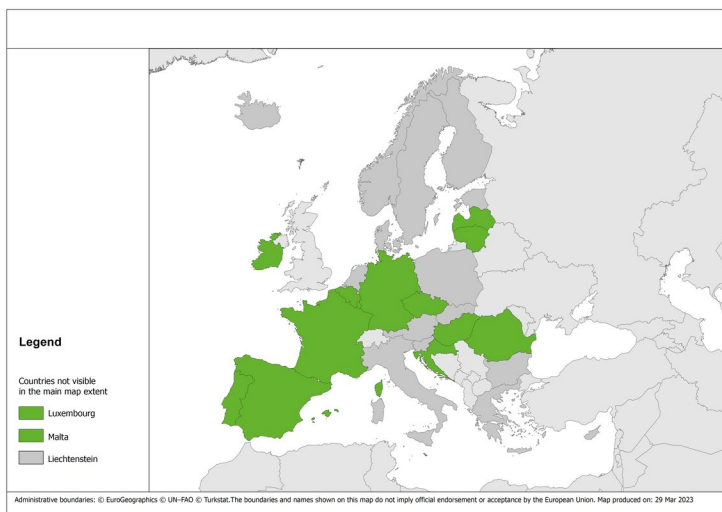 Legend
Countries not visible
in the main map extent
Luxembourg
Malta
Liechtenstein
Administrative boundaries: © EuroGeographics © UN–FAO © Turkstat.The boundaries and names shown on this map do not imply official endorsement or acceptance by the European Union. Map produced on: 29 Mar 2023